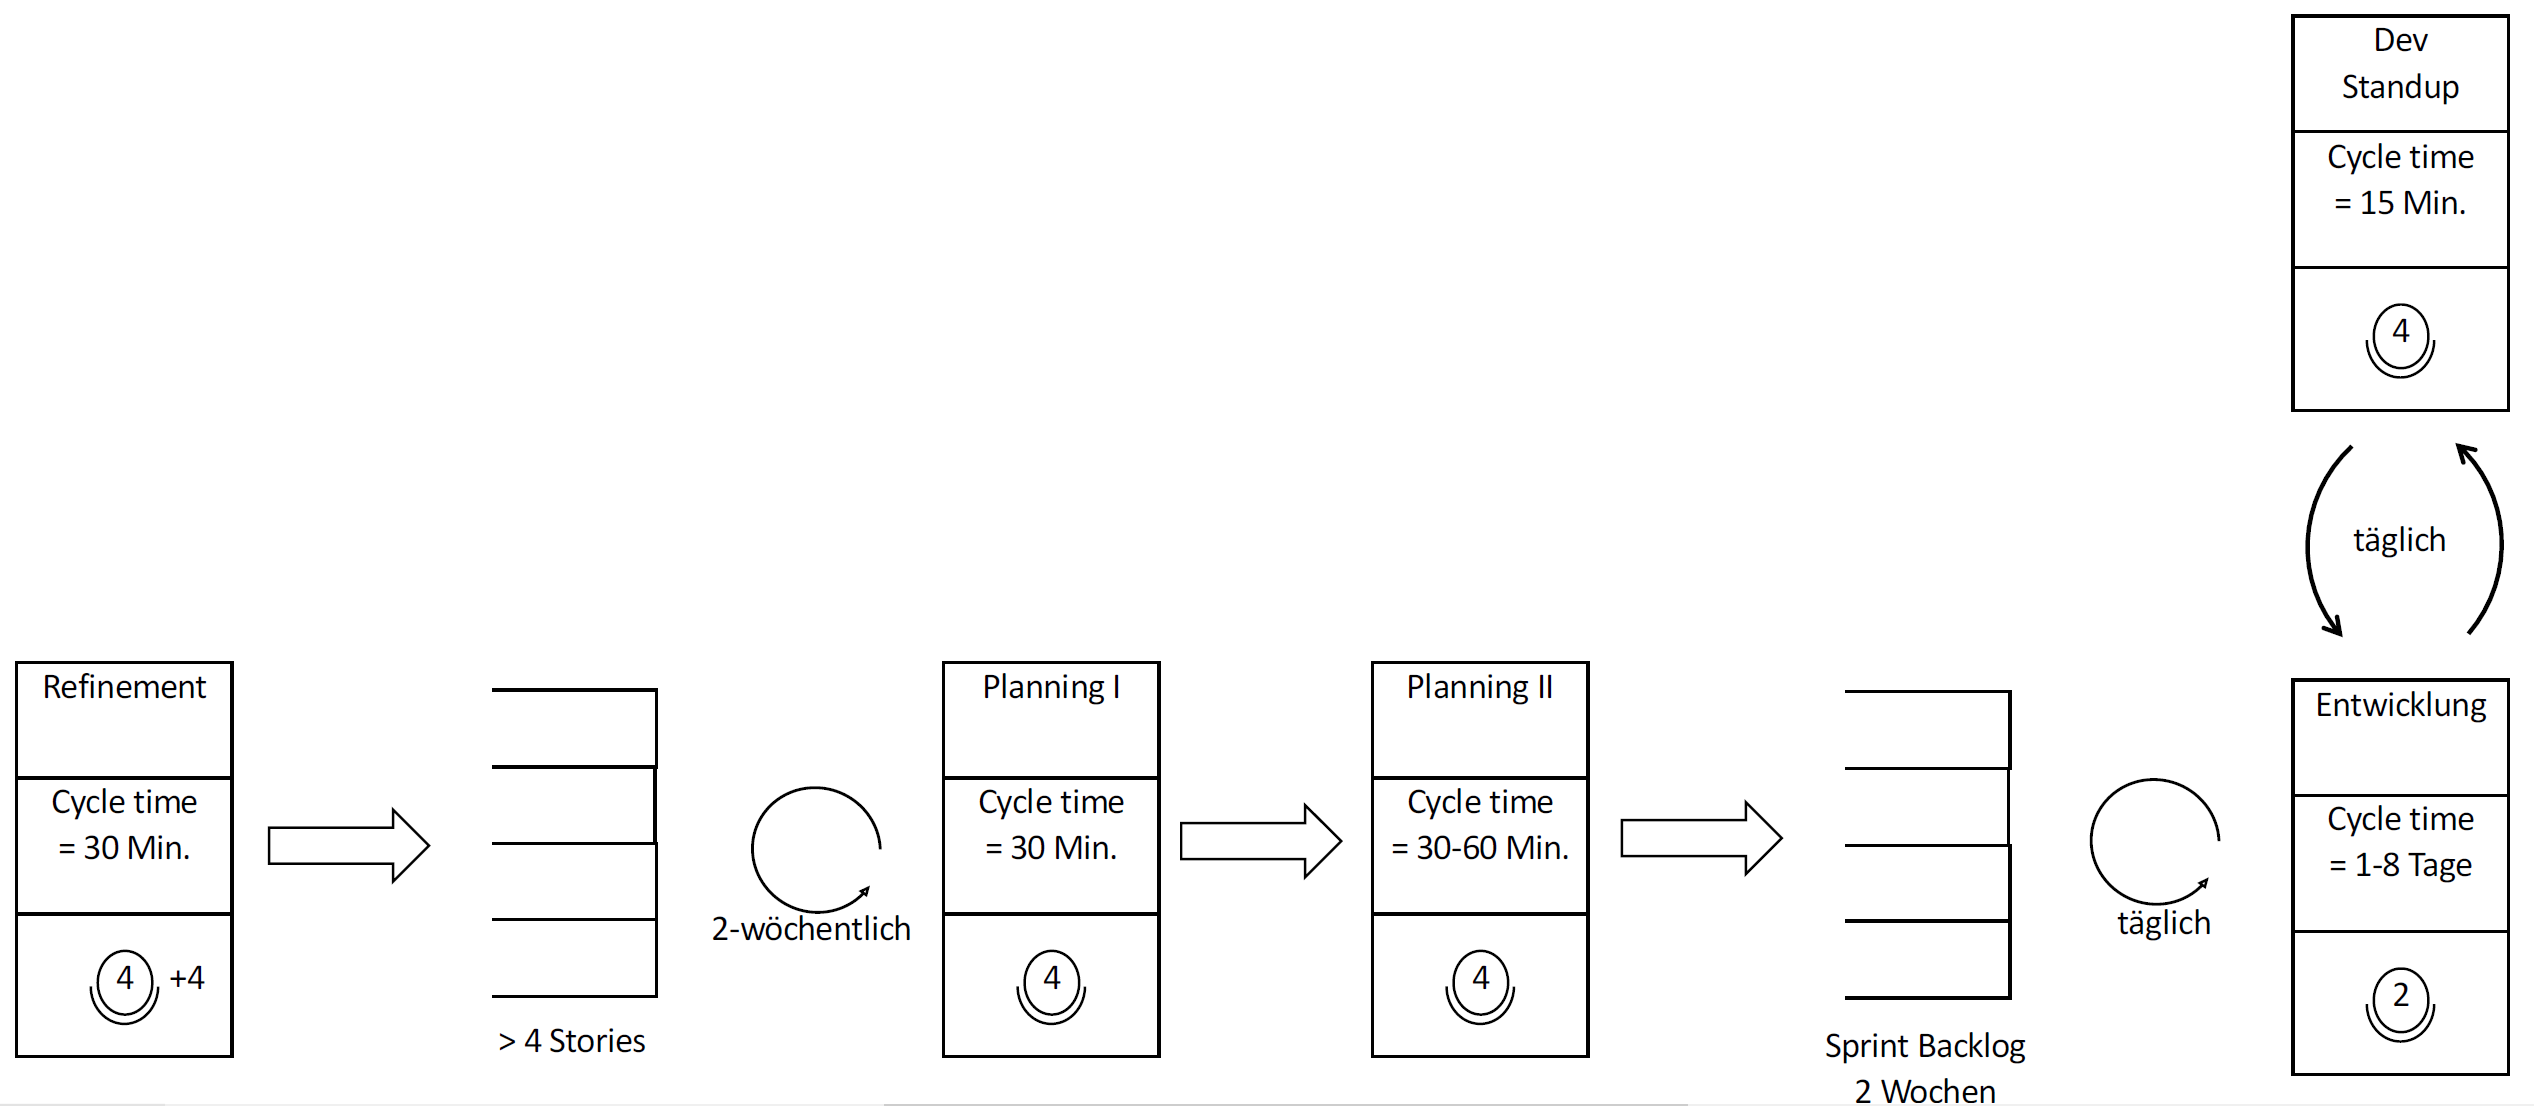 Dev
Standup
Cycle time
= 15 Min.
4
täglich
Refinement
Cycle time
= 30 Min.
4 +4
> 4 Stories
2-wöchentlich
Planning I
Cycle time
= 30 Min.
4
Planning II
Cycle time
= 30-60 Min.
4
Sprint Backlog
2 Wochen
täglich
Entwicklung
Cycle time
= 1-8 Tage
2